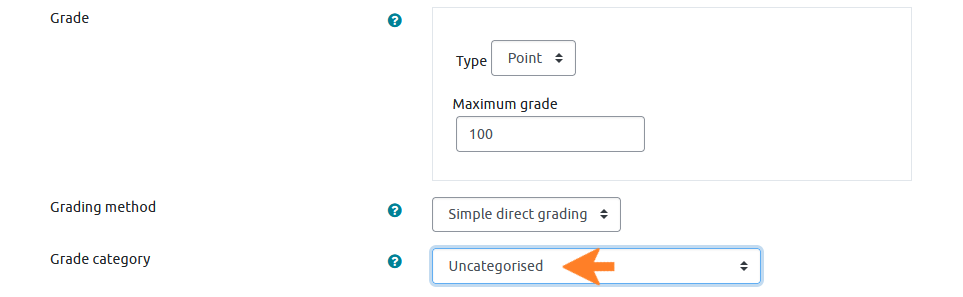 Grade
?
Type Point
Maximum grade
100
Grading method ? Simple direct grading
Grade category ? Uncategorised